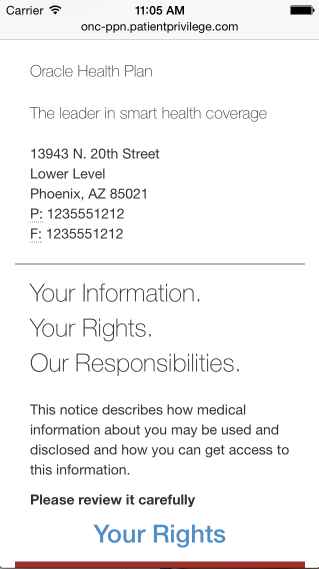 Carrier 11:05 AM
onc-ppn.patientprivilege.com
Oracle Health Plan
The leader in smart health coverage
13943 N. 20th Street
Lower Level
Phoenix, AZ 85021
P: 1235551212
F: 1235551212
Your Information.
Your Rights.
Our Responsibilities.
This notice describes how medical
information about you may be used and
disclosed and how you can get access to
this information.
Please review it carefully
Your Rights